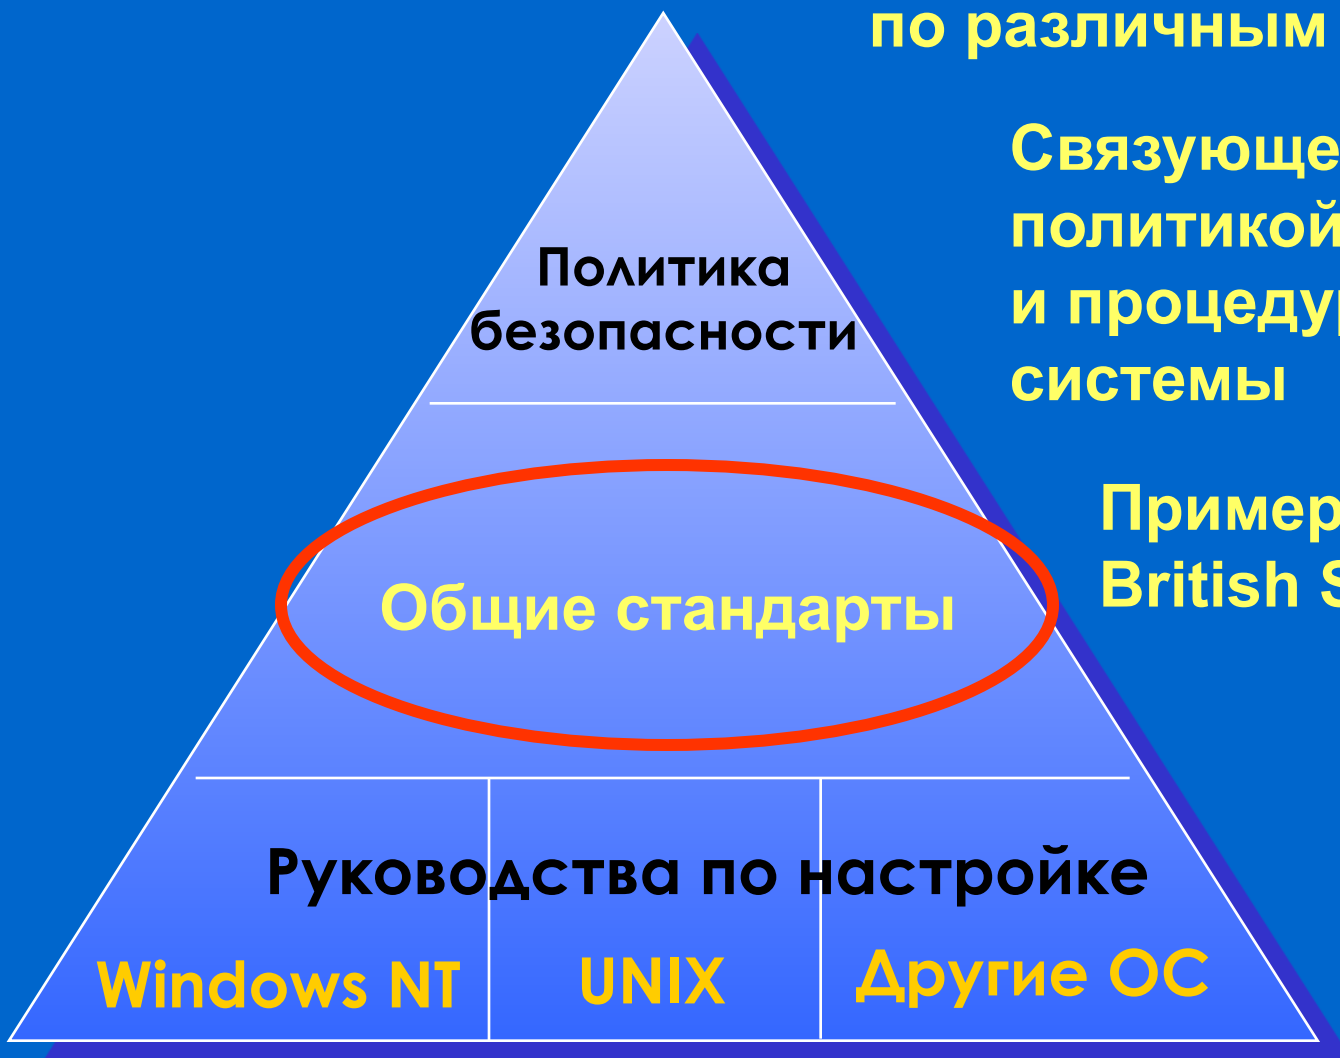 по различным
Связующе
политикой
и процеду
системы
Политика
безопасности
Пример
British
Общие стандарты
Руководства по настройке
Windows NT
UNIX
Другие ОС